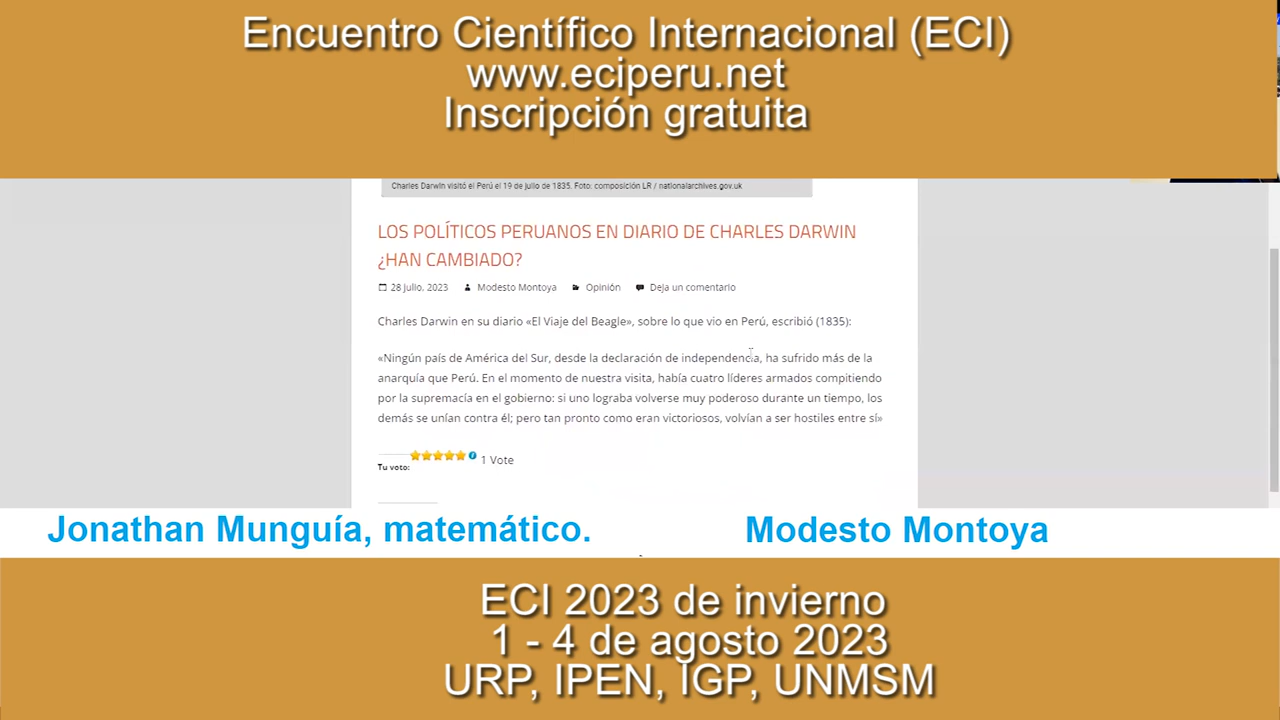 Encuentro Científico Internacional (ECI)
www.eciperu.net
Inscripción gratuita
Charles Darwin visitó el Perú el 19 de julio de 1835. Foto: composición LR / nationalarchives.gov.uk
LOS POLÍTICOS PERUANOS EN DIARIO DE CHARLES DARWIN
¿HAN CAMBIADO?
28 julio, 2023 Modesto Montoya Opinión Deja un comentario
Charles Darwin en su diario «El Viaje del Beagle», sobre lo que vio en Perú, escribió (1835):
«Ningún país de América del Sur, desde la declaración de independencia, ha sufrido más de la
anarquía que Perú. En el momento de nuestra visita, había cuatro líderes armados compitiendo
por la supremacía en el gobierno: si uno lograba volverse muy poderoso durante un tiempo, los
demás se unían contra él; pero tan pronto como eran victoriosos, volvían a ser hostiles entre sí»
Tu voto: 1 Vote
Jonathan Munguía, matemático. Modesto Montoya
ECI 2023 de invierno
1 - 4 de agosto 2023
URP, IPEN, IGP, UNMSM